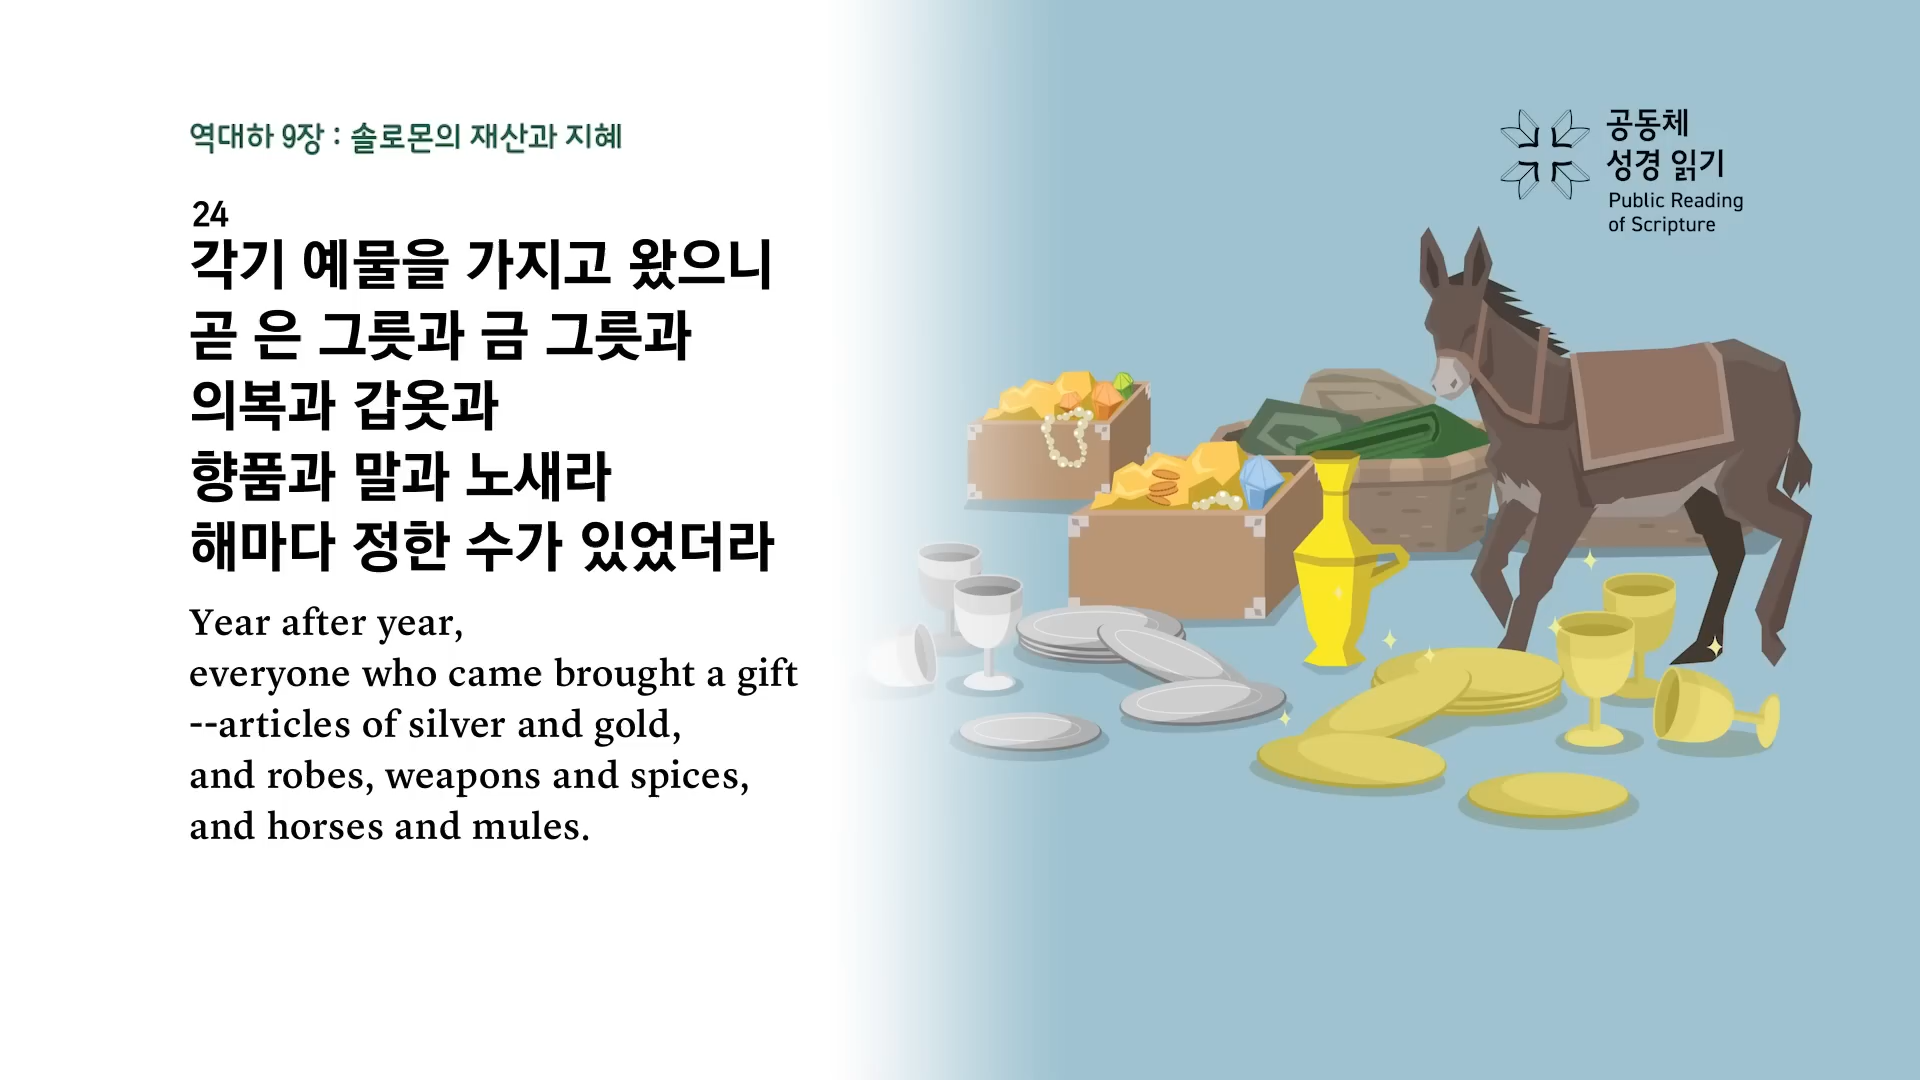 역대하 9장 : 솔로몬의 재산과 지혜
24
각기 예물을 가지고 왔으니
곧 은 그릇과 금 그릇과
의복과 갑옷과
향품과 말과 노새라
해마다 정한 수가 있었더라
Year after year,
everyone who came brought a gift
--articles of silver and gold,
and robes, weapons and spices,
and horses and mules.
공동체
성경 읽기
Public Reading
of Scripture